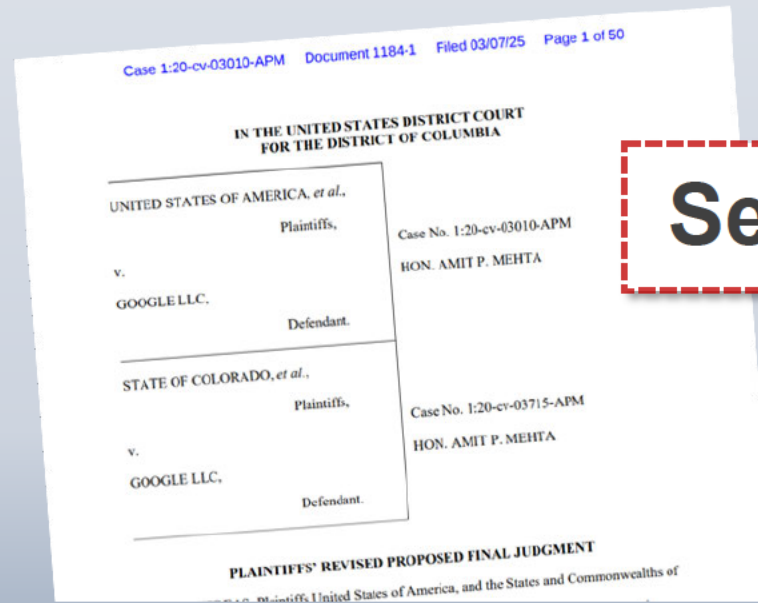 Case 1:20-cv-03010-APM Document 1184-1 Filed 03/07/25 Page 1 of 50
IN THE UNITED STATES DISTRICT COURT
FOR THE DISTRICT OF COLUMBIA
UNITED STATES OF AMERICA, et al.,
Plaintiffs,
v.
GOOGLE LLC,
Defendant.
Case No. 1:20-cv-03010-APM
HON. AMIT P. MEHTA
STATE OF COLORADO, et al.,
Plaintiffs,
v.
GOOGLE LLC,
Defendant.
Case No. 1:20-cv-03715-APM
HON. AMIT P. MEHTA
PLAINTIFFS' REVISED PROPOSED FINAL JUDGMENT
Plaintiffs United States of America, and the States and Commonwealths of
Se